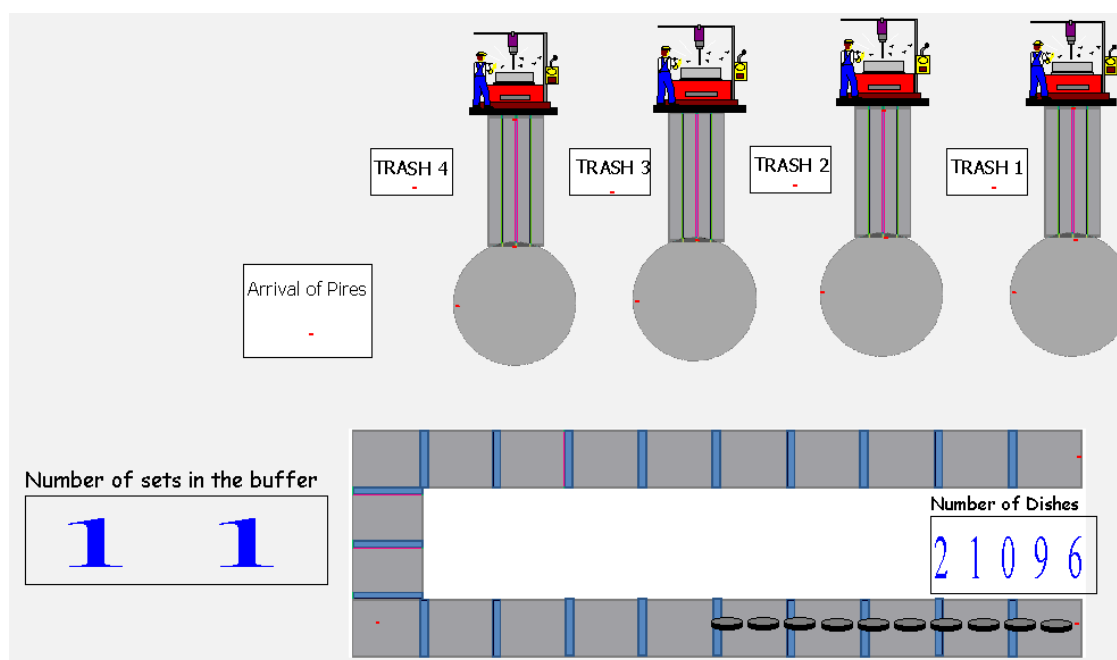 TRASH 4
TRASH 3
TRASH 2
TRASH 1
Arrival of Pires
Number of sets in the buffer
1 1
Number of Dishes
2 1 0 9 6